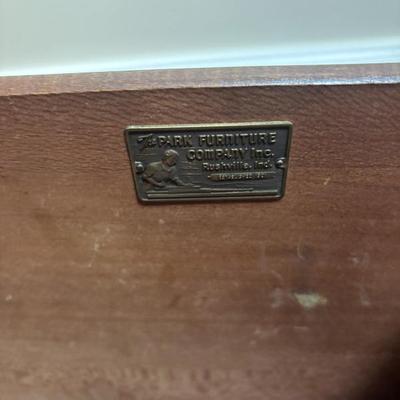 The PARK FURNITURE
COMPANY Inc.
Rushville, Ind.